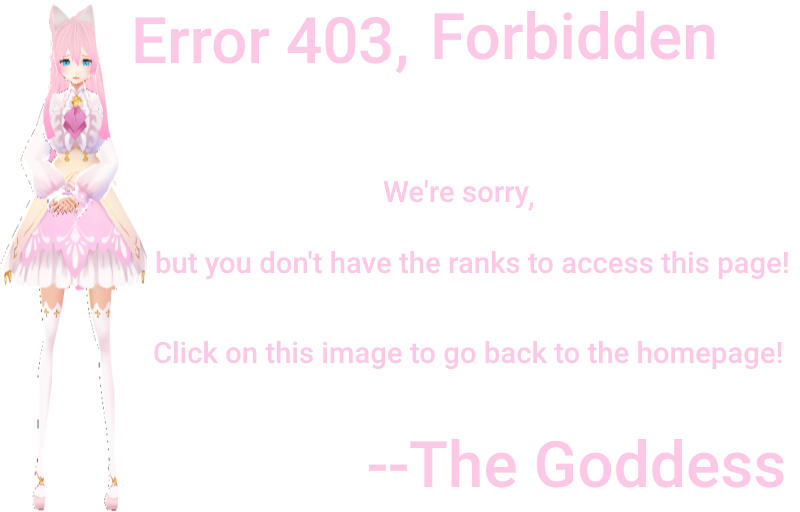 Error 403, Forbidden
We're sorry,
but you don't have the ranks to access this page!
Click on this image to go back to the homepage!
--The Goddess